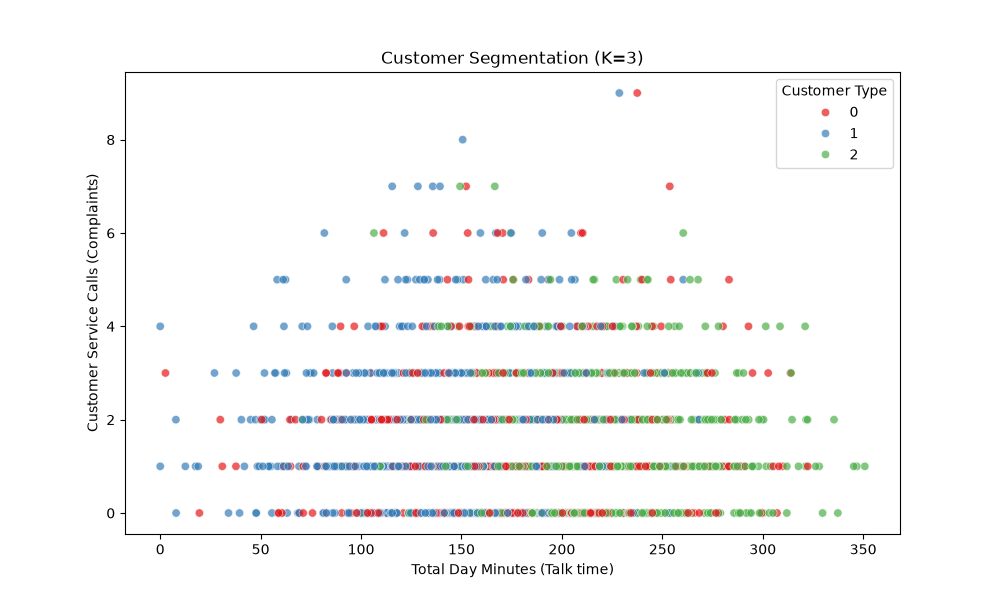 Customer Segmentation (K=3)
Customer Type
0
1
2
Customer Service Calls (Complaints)
8
6
4
2
0
0 50 100 150 200 250 300 350
Total Day Minutes (Talk time)